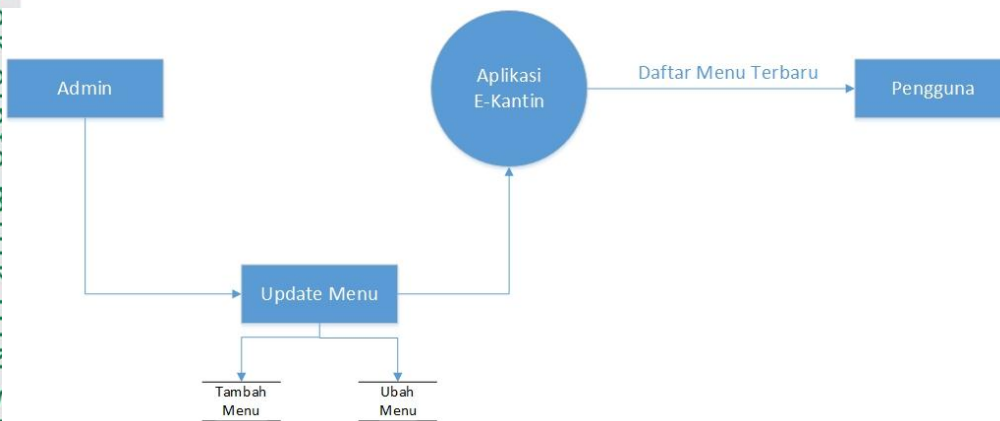 Admin
Aplikasi
E-Kantin
Daftar Menu Terbaru
Pengguna
Update Menu
Tambah
Menu
Ubah
Menu